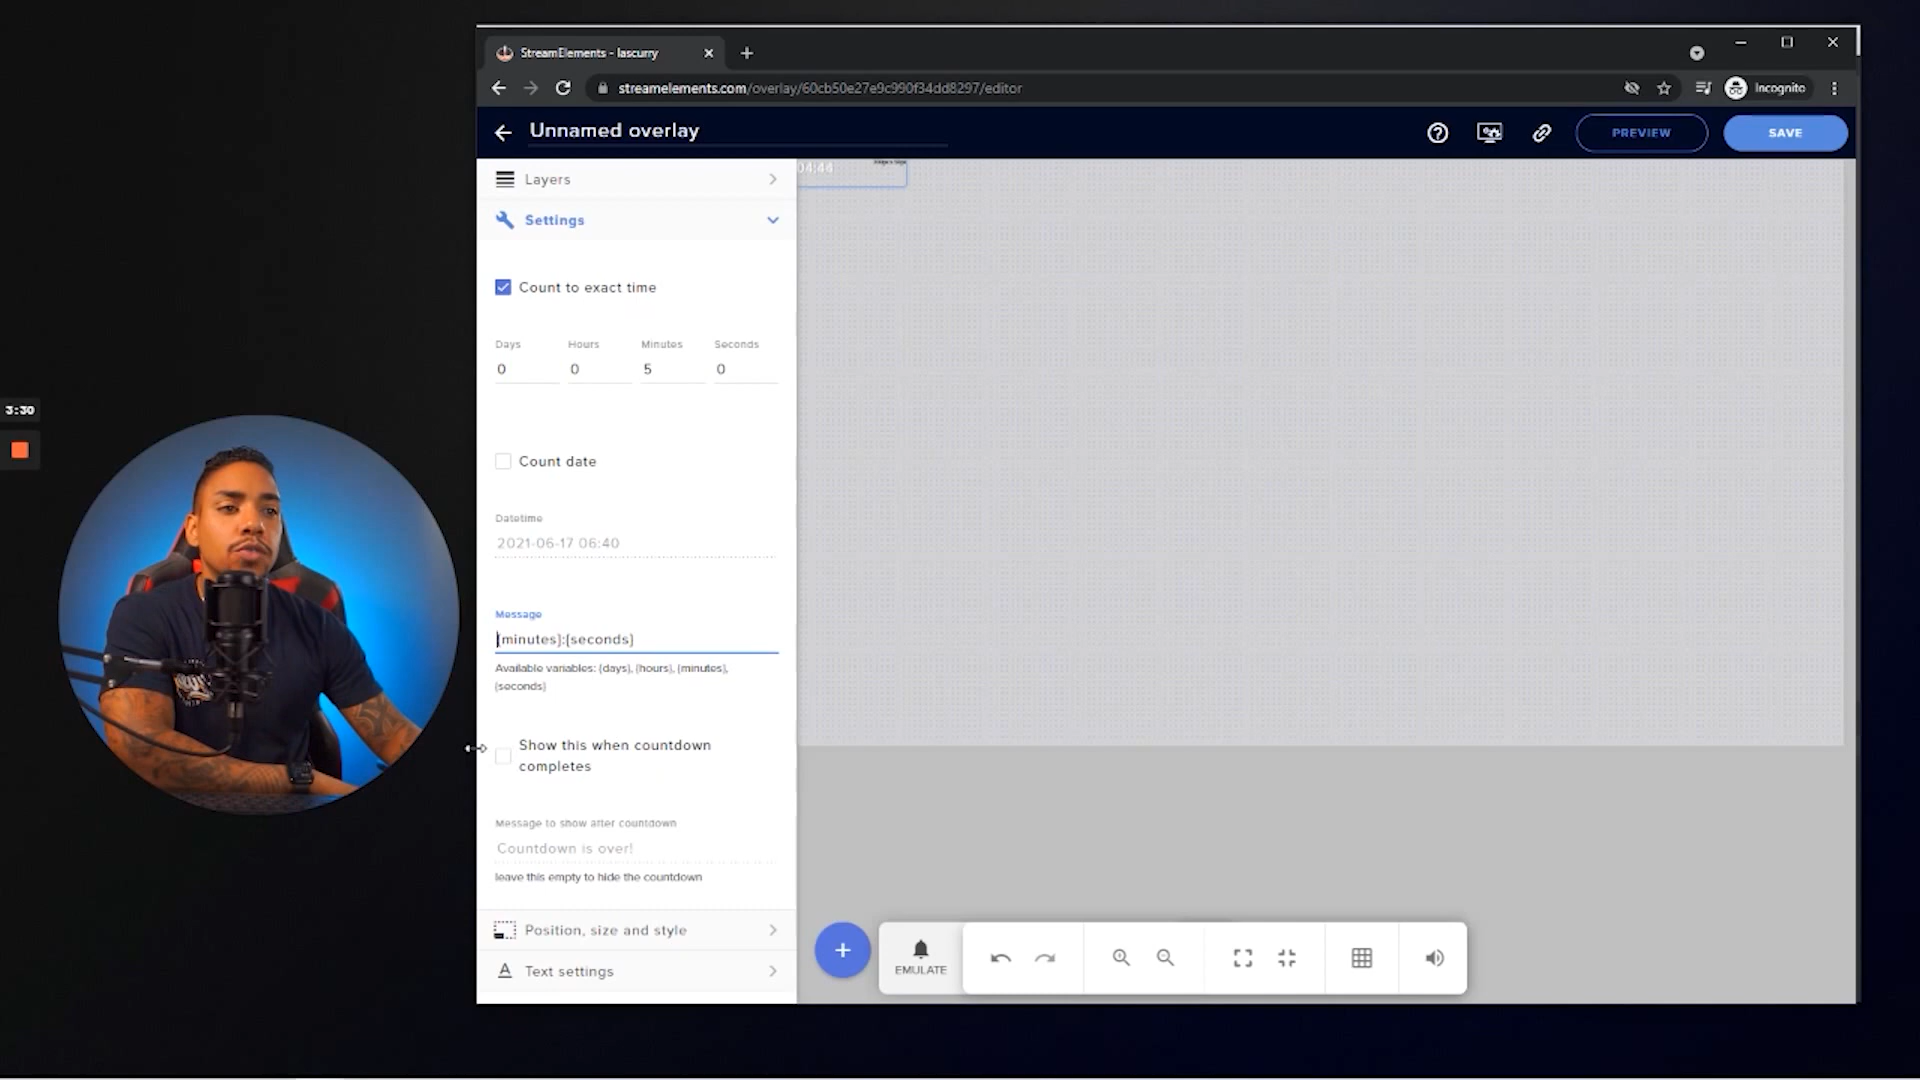 StreamElements - lascurry
streamelements.com/overlay/60cb50e27e9c990f34dd8297/editor
Incognito
Unnamed overlay
PREVIEW
SAVE
Layers
04:44
Settings
Count to exact time
Days Hours Minutes Seconds
0 0 5 0
3:30
Count date
Datetime
2021-06-17 06:40
Message
{minutes}:{seconds}
Available variables: {days}, {hours}, {minutes},
{seconds}
Show this when countdown
completes
Message to show after countdown
Countdown is over!
leave this empty to hide the countdown
Position, size and style
EMULATE
Text settings